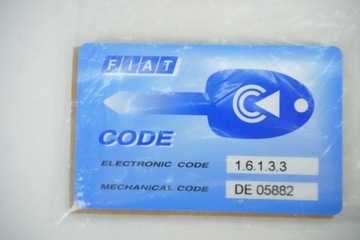 FIAT
CODE
ELECTRONIC CODE 1.6.1.3.3
MECHANICAL CODE DE 05882